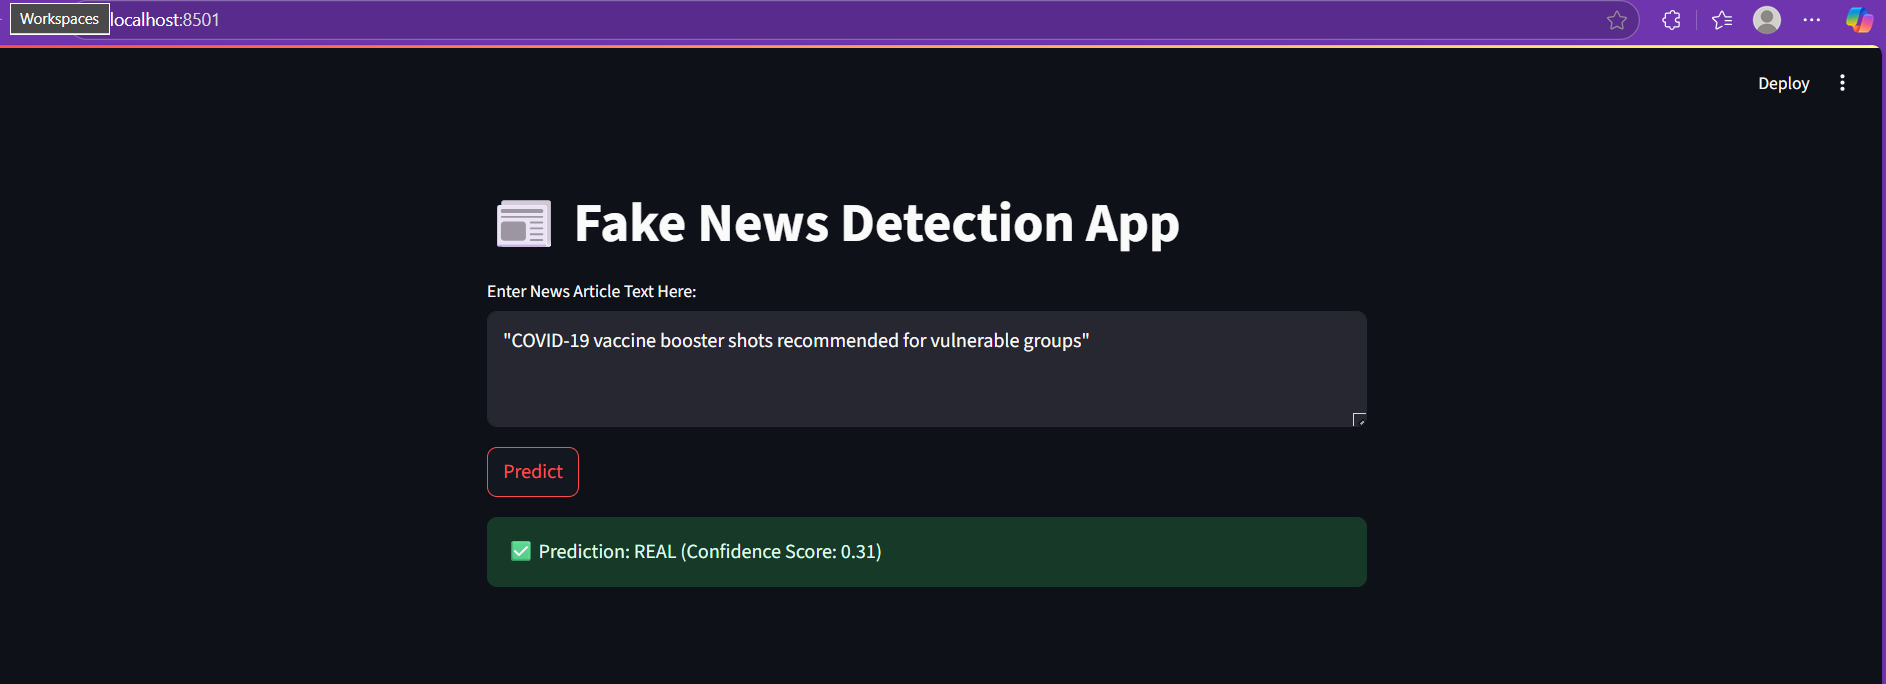 Workspaces
localhost:8501
Deploy
Fake News Detection App
Enter News Article Text Here:
"COVID-19 vaccine booster shots recommended for vulnerable groups"
Predict
Prediction: REAL (Confidence Score: 0.31)